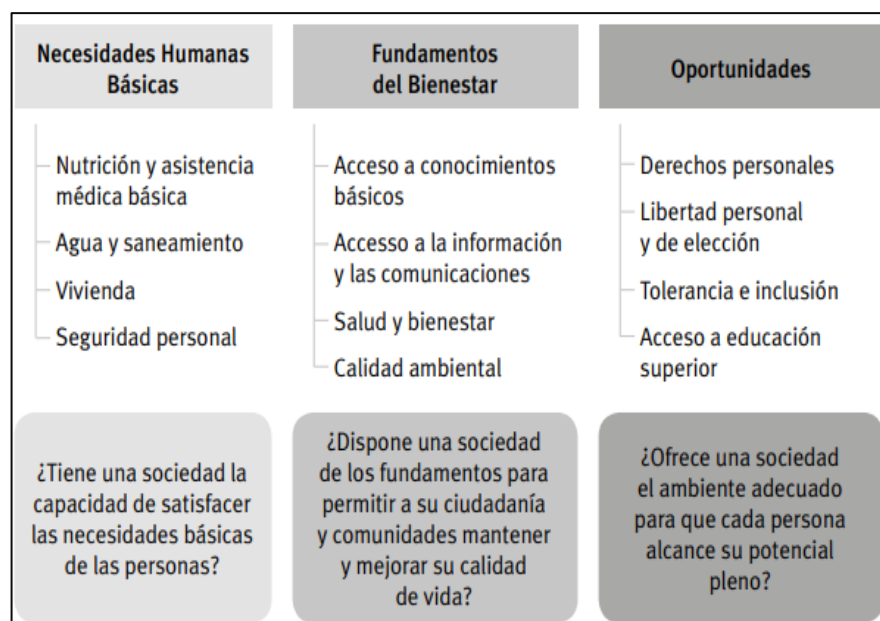 Necesidades Humanas
Básicas
Nutrición y asistencia
médica básica
Agua y saneamiento
Vivienda
Seguridad personal
¿Tiene una sociedad la
capacidad de satisfacer
las necesidades básicas
de las personas?
Fundamentos
del Bienestar
Acceso a conocimientos
básicos
Accesso a la información
y las comunicaciones
Salud y bienestar
Calidad ambiental
¿Dispone una sociedad
de los fundamentos para
permitir a su ciudadanía
y comunidades mantener
y mejorar su calidad
de vida?
Oportunidades
Derechos personales
Libertad personal
y de elección
Tolerancia e inclusión
Acceso a educación
superior
¿Ofrece una sociedad
el ambiente adecuado
para que cada persona
alcance su potencial
pleno?